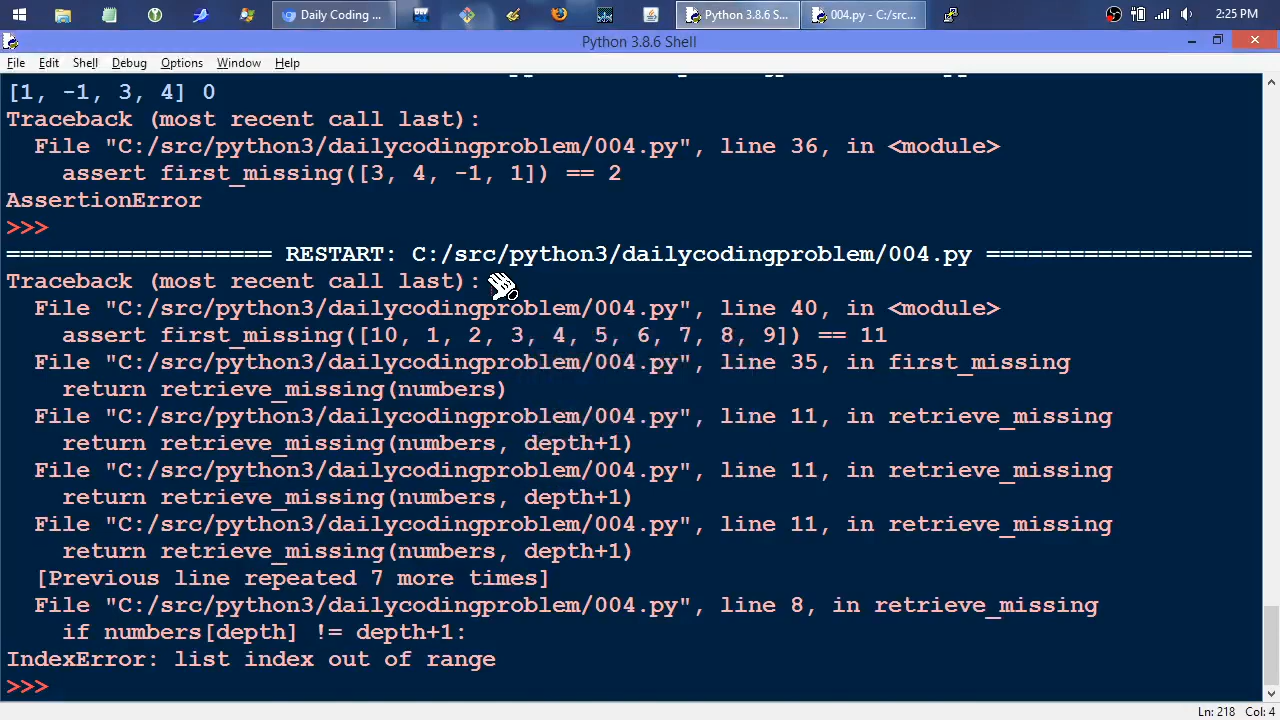 Daily Coding ...
Python 3.8.6 S...
004.py - C:/src/...
2:25 PM
Python 3.8.6 Shell
File Edit Shell Debug Options Window Help
[1, -1, 3, 4] 0
Traceback (most recent call last):
File "C:/src/python3/dailycodingproblem/004.py", line 36, in <module>
assert first_missing([3, 4, -1, 1]) == 2
AssertionError
>>>
=================== RESTART: C:/src/python3/dailycodingproblem/004.py ===================
Traceback (most recent call last):
File "C:/src/python3/dailycodingproblem/004.py", line 40, in <module>
assert first_missing([10, 1, 2, 3, 4, 5, 6, 7, 8, 9]) == 11
File "C:/src/python3/dailycodingproblem/004.py", line 35, in first_missing
return retrieve_missing(numbers)
File "C:/src/python3/dailycodingproblem/004.py", line 11, in retrieve_missing
return retrieve_missing(numbers, depth+1)
File "C:/src/python3/dailycodingproblem/004.py", line 11, in retrieve_missing
return retrieve_missing(numbers, depth+1)
File "C:/src/python3/dailycodingproblem/004.py", line 11, in retrieve_missing
return retrieve_missing(numbers, depth+1)
[Previous line repeated 7 more times]
File "C:/src/python3/dailycodingproblem/004.py", line 8, in retrieve_missing
if numbers[depth] != depth+1:
IndexError: list index out of range
>>>
Ln: 218 Col: 4